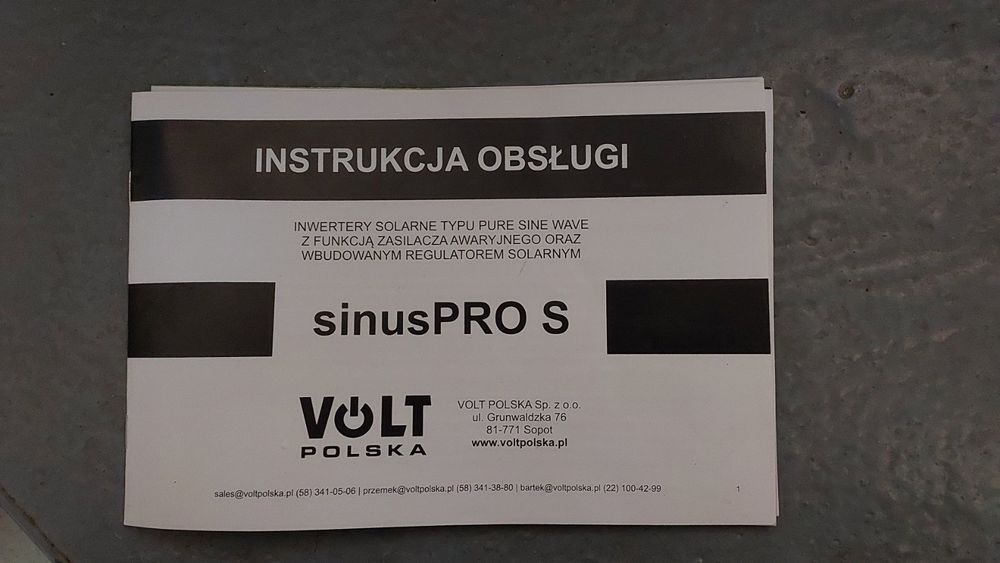 INSTRUKCJA OBSŁUGI
INWERTERY SOLARNE TYPU PURE SINE WAVE
Z FUNKCJĄ ZASILACZA AWARYJNEGO ORAZ
WBUDOWANYM REGULATOREM SOLARNYM
sinusPRO S
VOLT
POLSKA
VOLT POLSKA Sp. z o.o.
ul. Grunwaldzka 76
81-771 Sopot
www.voltpolska.pl
sales@voltpolska.pl (58) 341-05-06 | przemek@voltpolska.pl (58) 341-38-80 | bartek@voltpolska.pl (22) 100-42-99
1